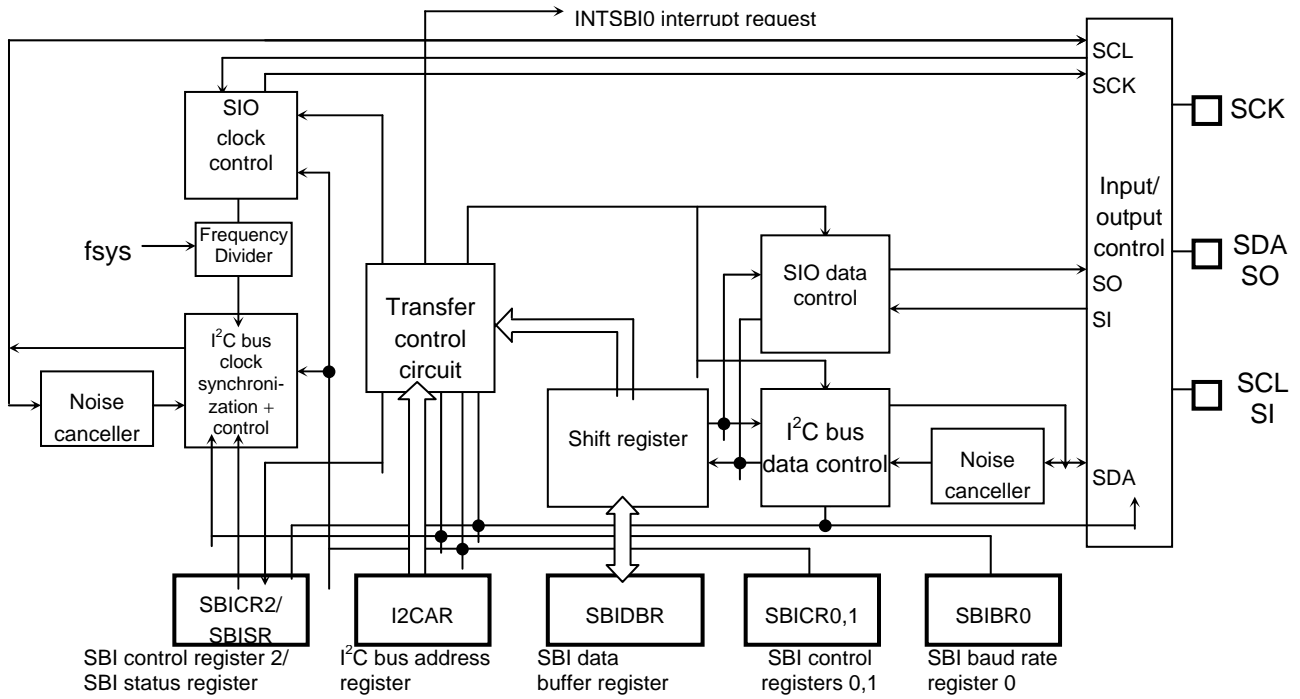 INTSBI0 interrupt request
SCL
SCK
SIO
clock
control
SCK
Input/
output
control
fsys
Frequency
Divider
SIO data
control
SO
SI
SDA
SO
Transfer
control
circuit
I²C bus
clock
synchroni-
zation +
control
Noise
canceller
Shift register
I²C bus
data control
Noise
canceller
SDA
SCL
SI
SBICR2/
SBISR
I2CAR
SBIDBR
SBICR0,1
SBIBR0
SBI control register 2/
SBI status register
I²C bus address
register
SBI data
buffer register
SBI control
registers 0,1
SBI baud rate
register 0